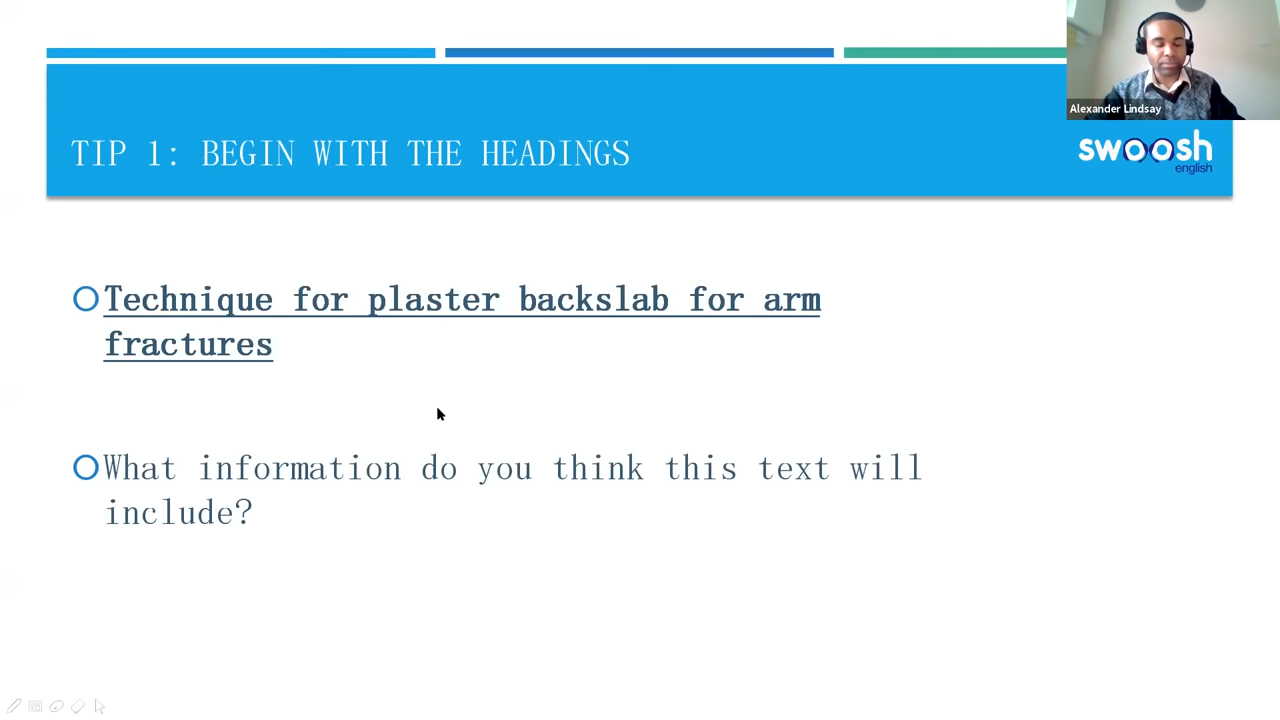 Alexander Lindsay
TIP 1: BEGIN WITH THE HEADINGS
swoosh
english
Technique for plaster backslab for arm
fractures
What information do you think this text will
include?